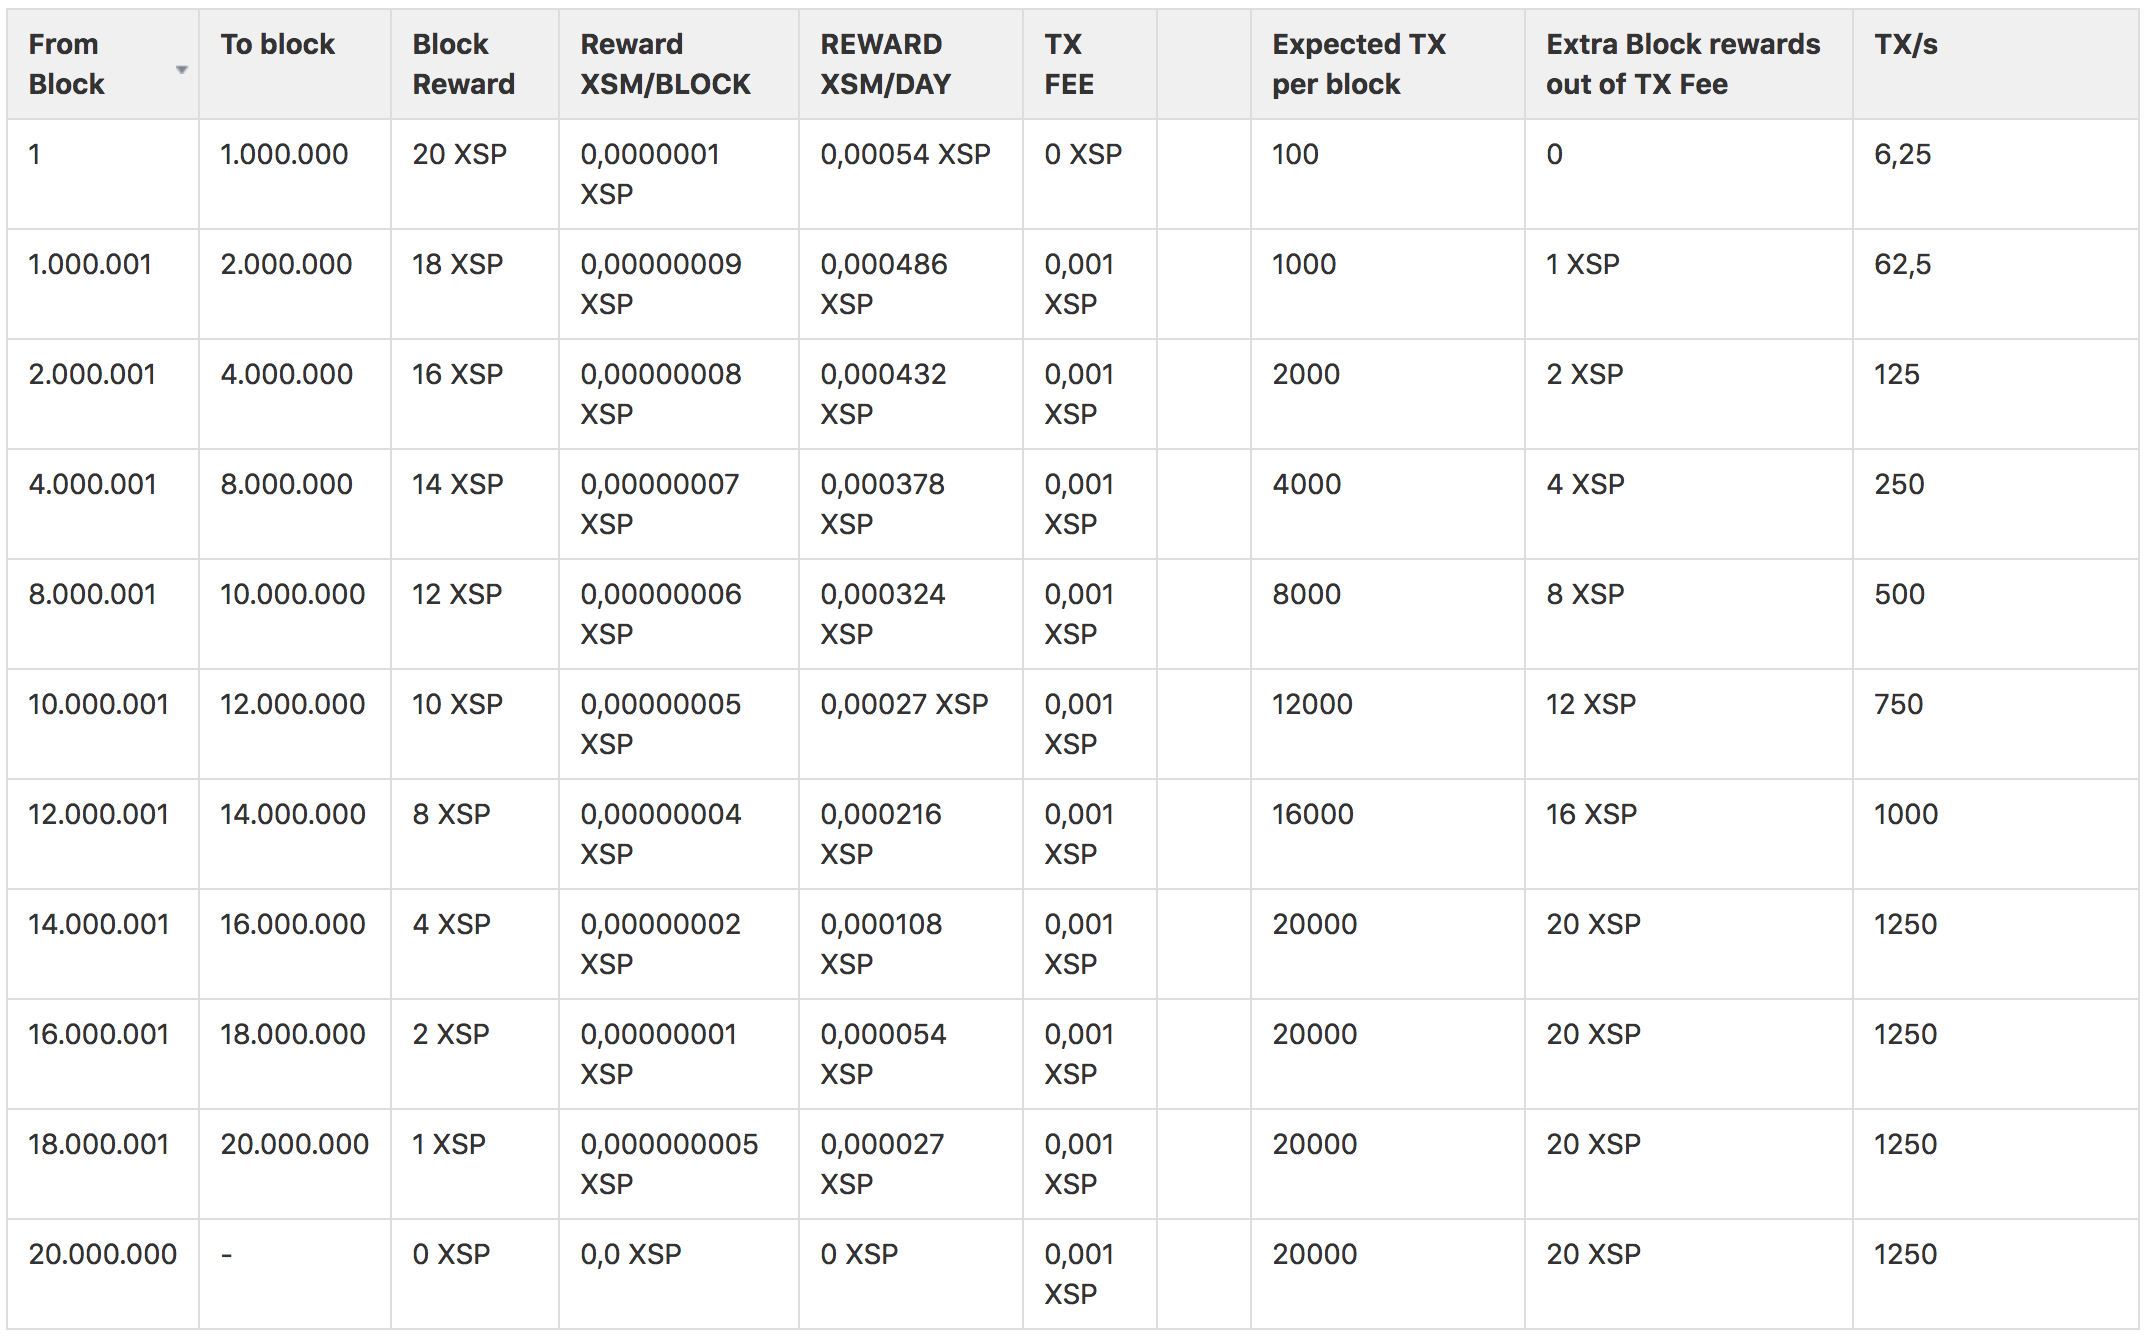 From Block | To block | Block Reward | Reward XSM/BLOCK | REWARD XSM/DAY | TX FEE | | Expected TX per block | Extra Block rewards out of TX Fee | TX/s
1 | 1.000.000 | 20 XSP | 0,0000001 XSP | 0,00054 XSP | 0 XSP | | 100 | 0 | 6,25
1.000.001 | 2.000.000 | 18 XSP | 0,00000009 XSP | 0,000486 XSP | 0,001 XSP | | 1000 | 1 XSP | 62,5
2.000.001 | 4.000.000 | 16 XSP | 0,00000008 XSP | 0,000432 XSP | 0,001 XSP | | 2000 | 2 XSP | 125
4.000.001 | 8.000.000 | 14 XSP | 0,00000007 XSP | 0,000378 XSP | 0,001 XSP | | 4000 | 4 XSP | 250
8.000.001 | 10.000.000 | 12 XSP | 0,00000006 XSP | 0,000324 XSP | 0,001 XSP | | 8000 | 8 XSP | 500
10.000.001 | 12.000.000 | 10 XSP | 0,00000005 XSP | 0,00027 XSP | 0,001 XSP | | 12000 | 12 XSP | 750
12.000.001 | 14.000.000 | 8 XSP | 0,00000004 XSP | 0,000216 XSP | 0,001 XSP | | 16000 | 16 XSP | 1000
14.000.001 | 16.000.000 | 4 XSP | 0,00000002 XSP | 0,000108 XSP | 0,001 XSP | | 20000 | 20 XSP | 1250
16.000.001 | 18.000.000 | 2 XSP | 0,00000001 XSP | 0,000054 XSP | 0,001 XSP | | 20000 | 20 XSP | 1250
18.000.001 | 20.000.000 | 1 XSP | 0,000000005 XSP | 0,000027 XSP | 0,001 XSP | | 20000 | 20 XSP | 1250
20.000.000 | - | 0 XSP | 0,0 XSP | 0 XSP | 0,001 XSP | | 20000 | 20 XSP | 1250